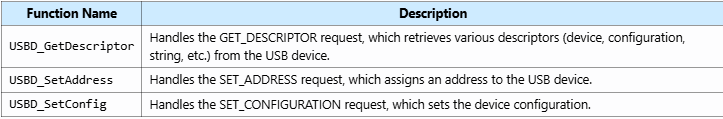 Function Name Description
USBD_GetDescriptor Handles the GET_DESCRIPTOR request, which retrieves various descriptors (device, configuration,
string, etc.) from the USB device.
USBD_SetAddress Handles the SET_ADDRESS request, which assigns an address to the USB device.
USBD_SetConfig Handles the SET_CONFIGURATION request, which sets the device configuration.